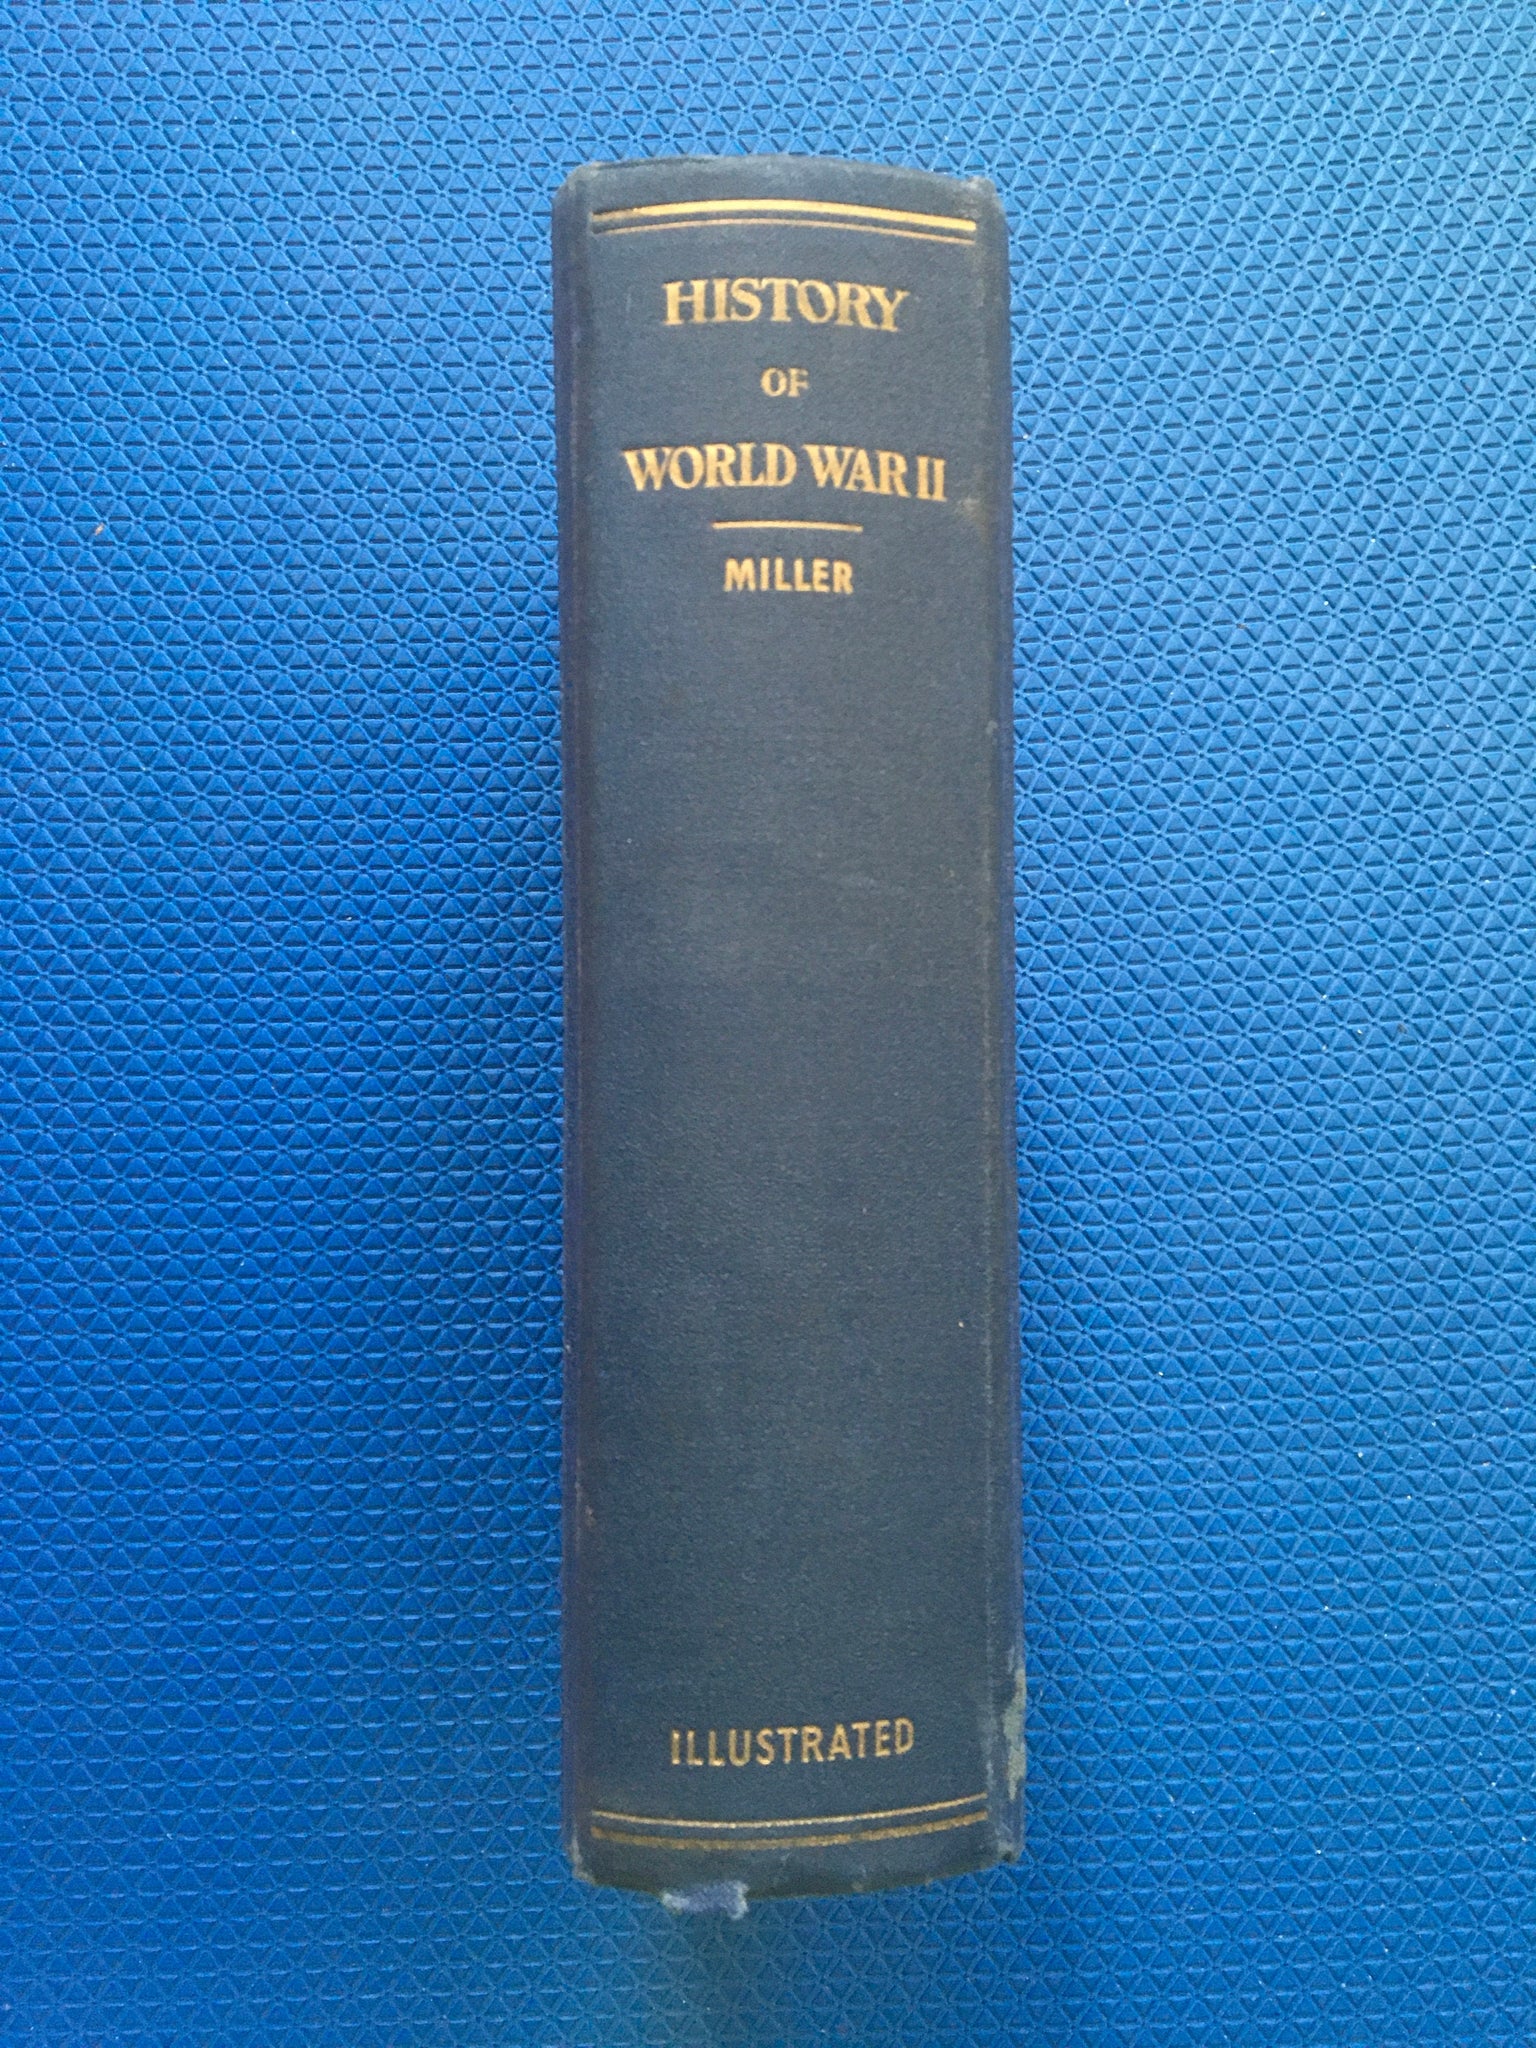 HISTORY
OF
WORLD WAR II
MILLER
ILLUSTRATED